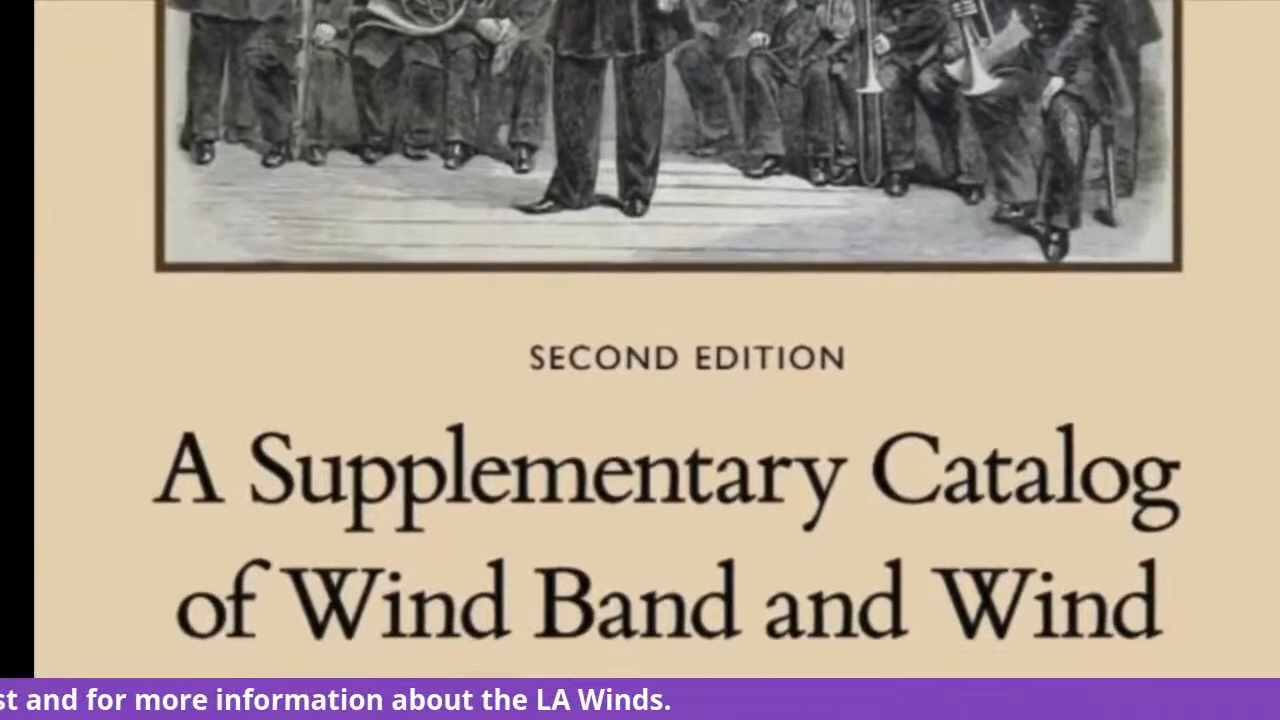 SECOND EDITION
A Supplementary Catalog
of Wind Band and Wind
st and for more information about the LA Winds.